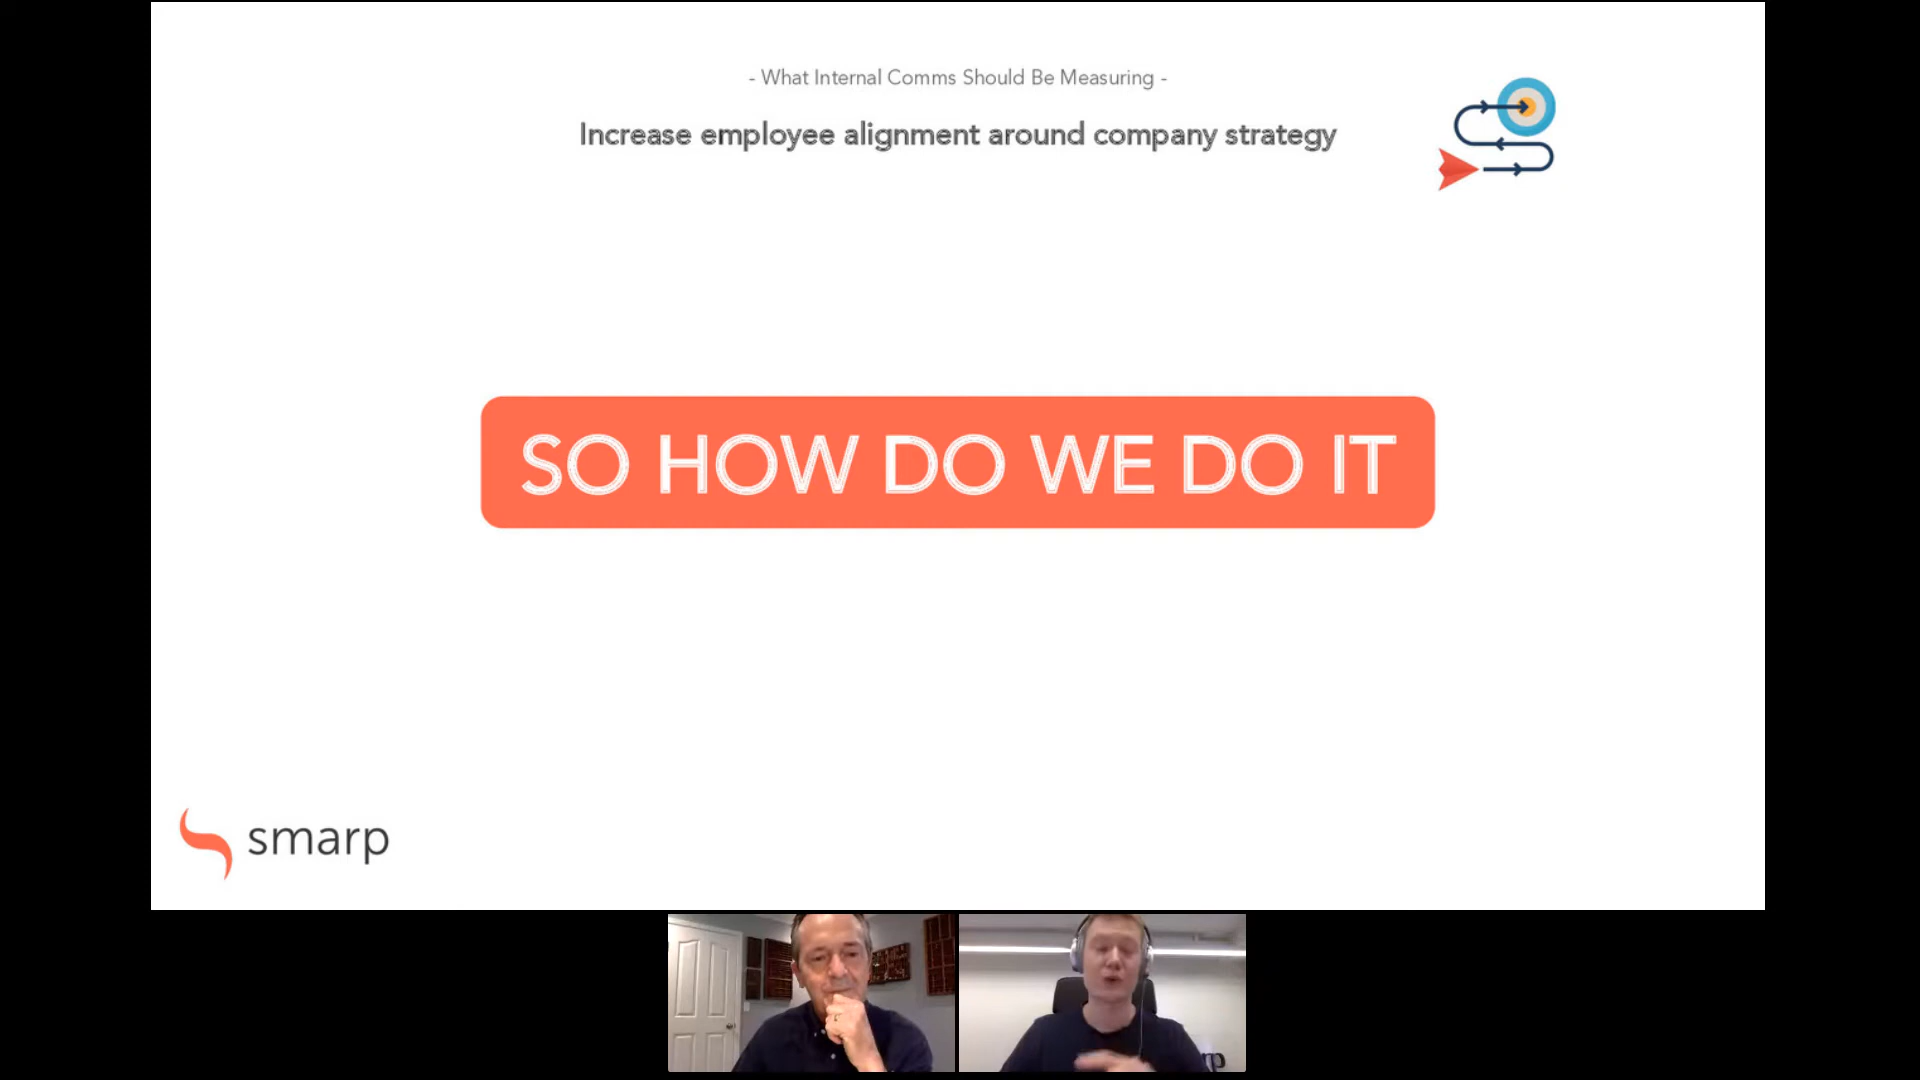 - What Internal Comms Should Be Measuring -
Increase employee alignment around company strategy
SO HOW DO WE DO IT
smarp